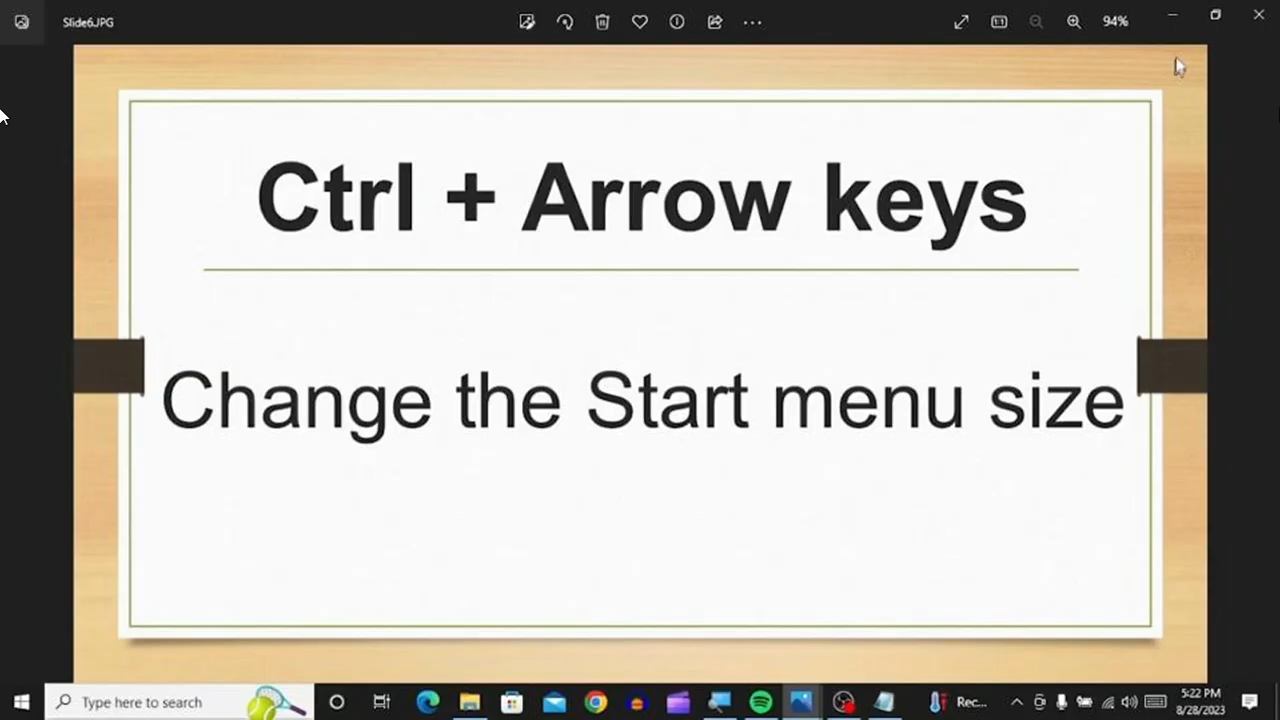 Slide6.JPG
94%
Ctrl + Arrow keys
Change the Start menu size
Type here to search
Rec...
5:22 PM
8/28/2023